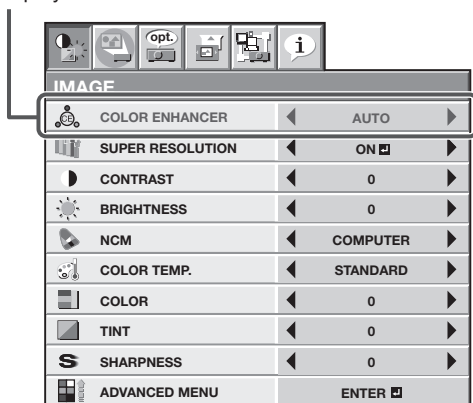 opt.
IMAGE
CE COLOR ENHANCER AUTO
SUPER RESOLUTION ON
CONTRAST 0
BRIGHTNESS 0
NCM COMPUTER
COLOR TEMP. STANDARD
COLOR 0
TINT 0
S SHARPNESS 0
ADVANCED MENU ENTER